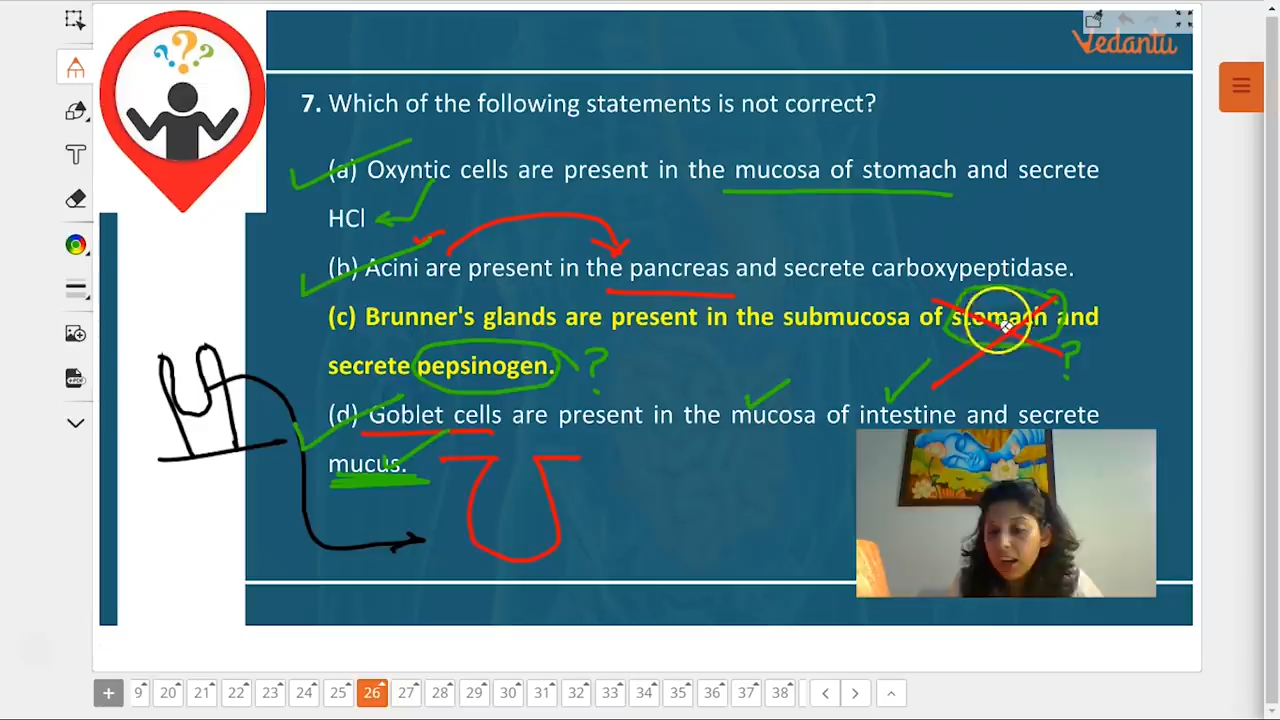 Vedantu
7. Which of the following statements is not correct?
(a) Oxyntic cells are present in the mucosa of stomach and secrete
HCl
(b) Acini are present in the pancreas and secrete carboxypeptidase.
(c) Brunner's glands are present in the submucosa of stomach and
secrete pepsinogen. ?
?
(d) Goblet cells are present in the mucosa of intestine and secrete
mucus.
9 20 21 22 23 24 25 26 27 28 29 30 31 32 33 34 35 36 37 38